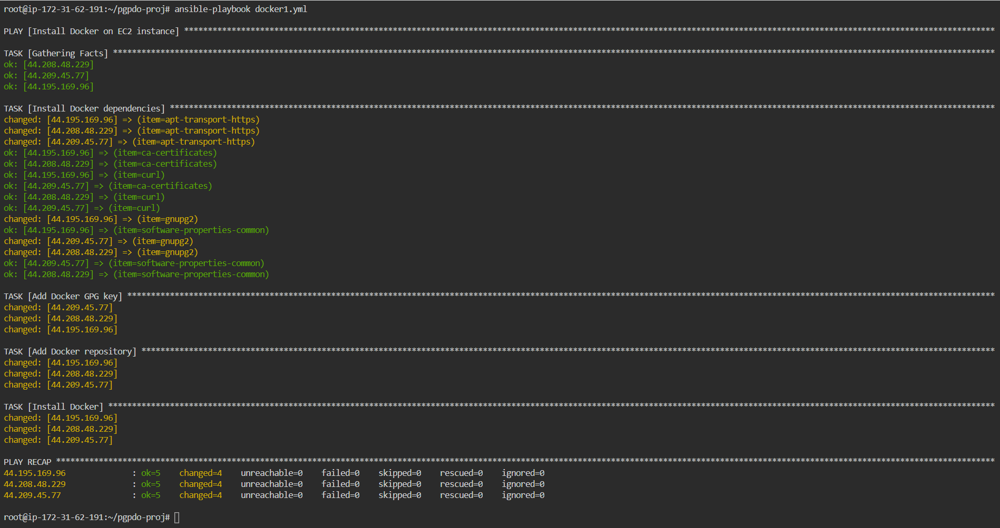 root@ip-172-31-62-191:~/pgpdo-proj# ansible-playbook docker1.yml
PLAY [Install Docker on EC2 instance] ***************************************************************************************************************************************************************************
TASK [Gathering Facts] ******************************************************************************************************************************************************************************************
ok: [44.208.48.229]
ok: [44.209.45.77]
ok: [44.195.169.96]
TASK [Install Docker dependencies] ******************************************************************************************************************************************************************************
changed: [44.195.169.96] => (item=apt-transport-https)
changed: [44.208.48.229] => (item=apt-transport-https)
changed: [44.209.45.77] => (item=apt-transport-https)
ok: [44.195.169.96] => (item=ca-certificates)
ok: [44.208.48.229] => (item=ca-certificates)
ok: [44.195.169.96] => (item=curl)
ok: [44.209.45.77] => (item=ca-certificates)
ok: [44.208.48.229] => (item=curl)
ok: [44.209.45.77] => (item=curl)
changed: [44.195.169.96] => (item=gnupg2)
ok: [44.195.169.96] => (item=software-properties-common)
changed: [44.209.45.77] => (item=gnupg2)
changed: [44.208.48.229] => (item=gnupg2)
ok: [44.209.45.77] => (item=software-properties-common)
ok: [44.208.48.229] => (item=software-properties-common)
TASK [Add Docker GPG key] ***************************************************************************************************************************************************************************************
changed: [44.209.45.77]
changed: [44.208.48.229]
changed: [44.195.169.96]
TASK [Add Docker repository] ************************************************************************************************************************************************************************************
changed: [44.195.169.96]
changed: [44.208.48.229]
changed: [44.209.45.77]
TASK [Install Docker] *******************************************************************************************************************************************************************************************
changed: [44.195.169.96]
changed: [44.208.48.229]
changed: [44.209.45.77]
PLAY RECAP ******************************************************************************************************************************************************************************************************
44.195.169.96              : ok=5    changed=4    unreachable=0    failed=0    skipped=0    rescued=0    ignored=0
44.208.48.229              : ok=5    changed=4    unreachable=0    failed=0    skipped=0    rescued=0    ignored=0
44.209.45.77               : ok=5    changed=4    unreachable=0    failed=0    skipped=0    rescued=0    ignored=0
root@ip-172-31-62-191:~/pgpdo-proj#